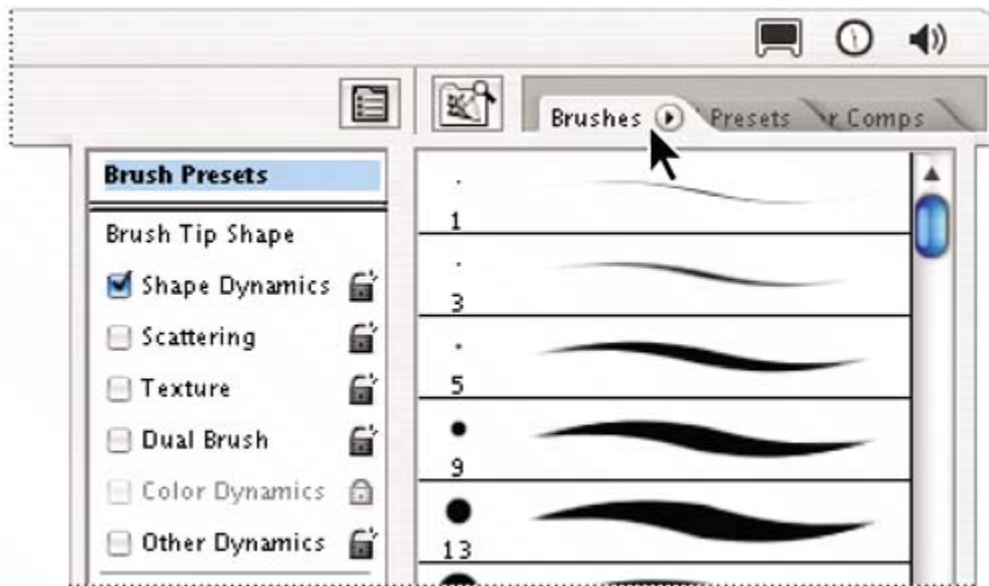 Brushes Presets r Comps
Brush Presets
Brush Tip Shape
Shape Dynamics
Scattering
Texture
Dual Brush
Color Dynamics
Other Dynamics
1
3
5
9
13